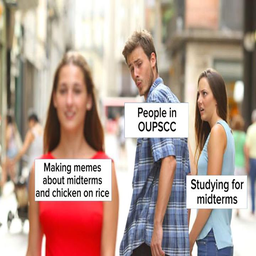 People in
OUPSCC
Making memes
about midterms
and chicken on rice
Studying for
midterms